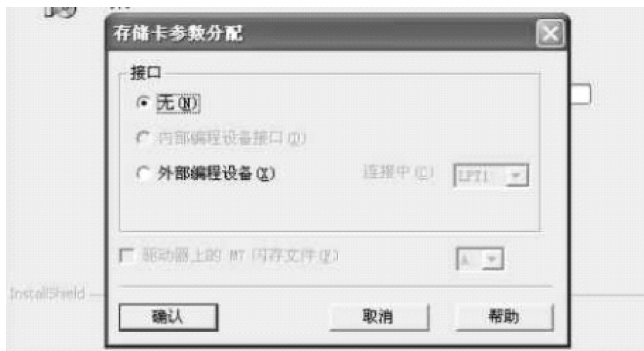 存储卡参数分配
接口
无(N)
内部编程设备接口(I)
外部编程设备(X)
连接中(C)
LPT1
驱动器上的 M7 闪存文件(F)
A
InstallShield
确认
取消
帮助